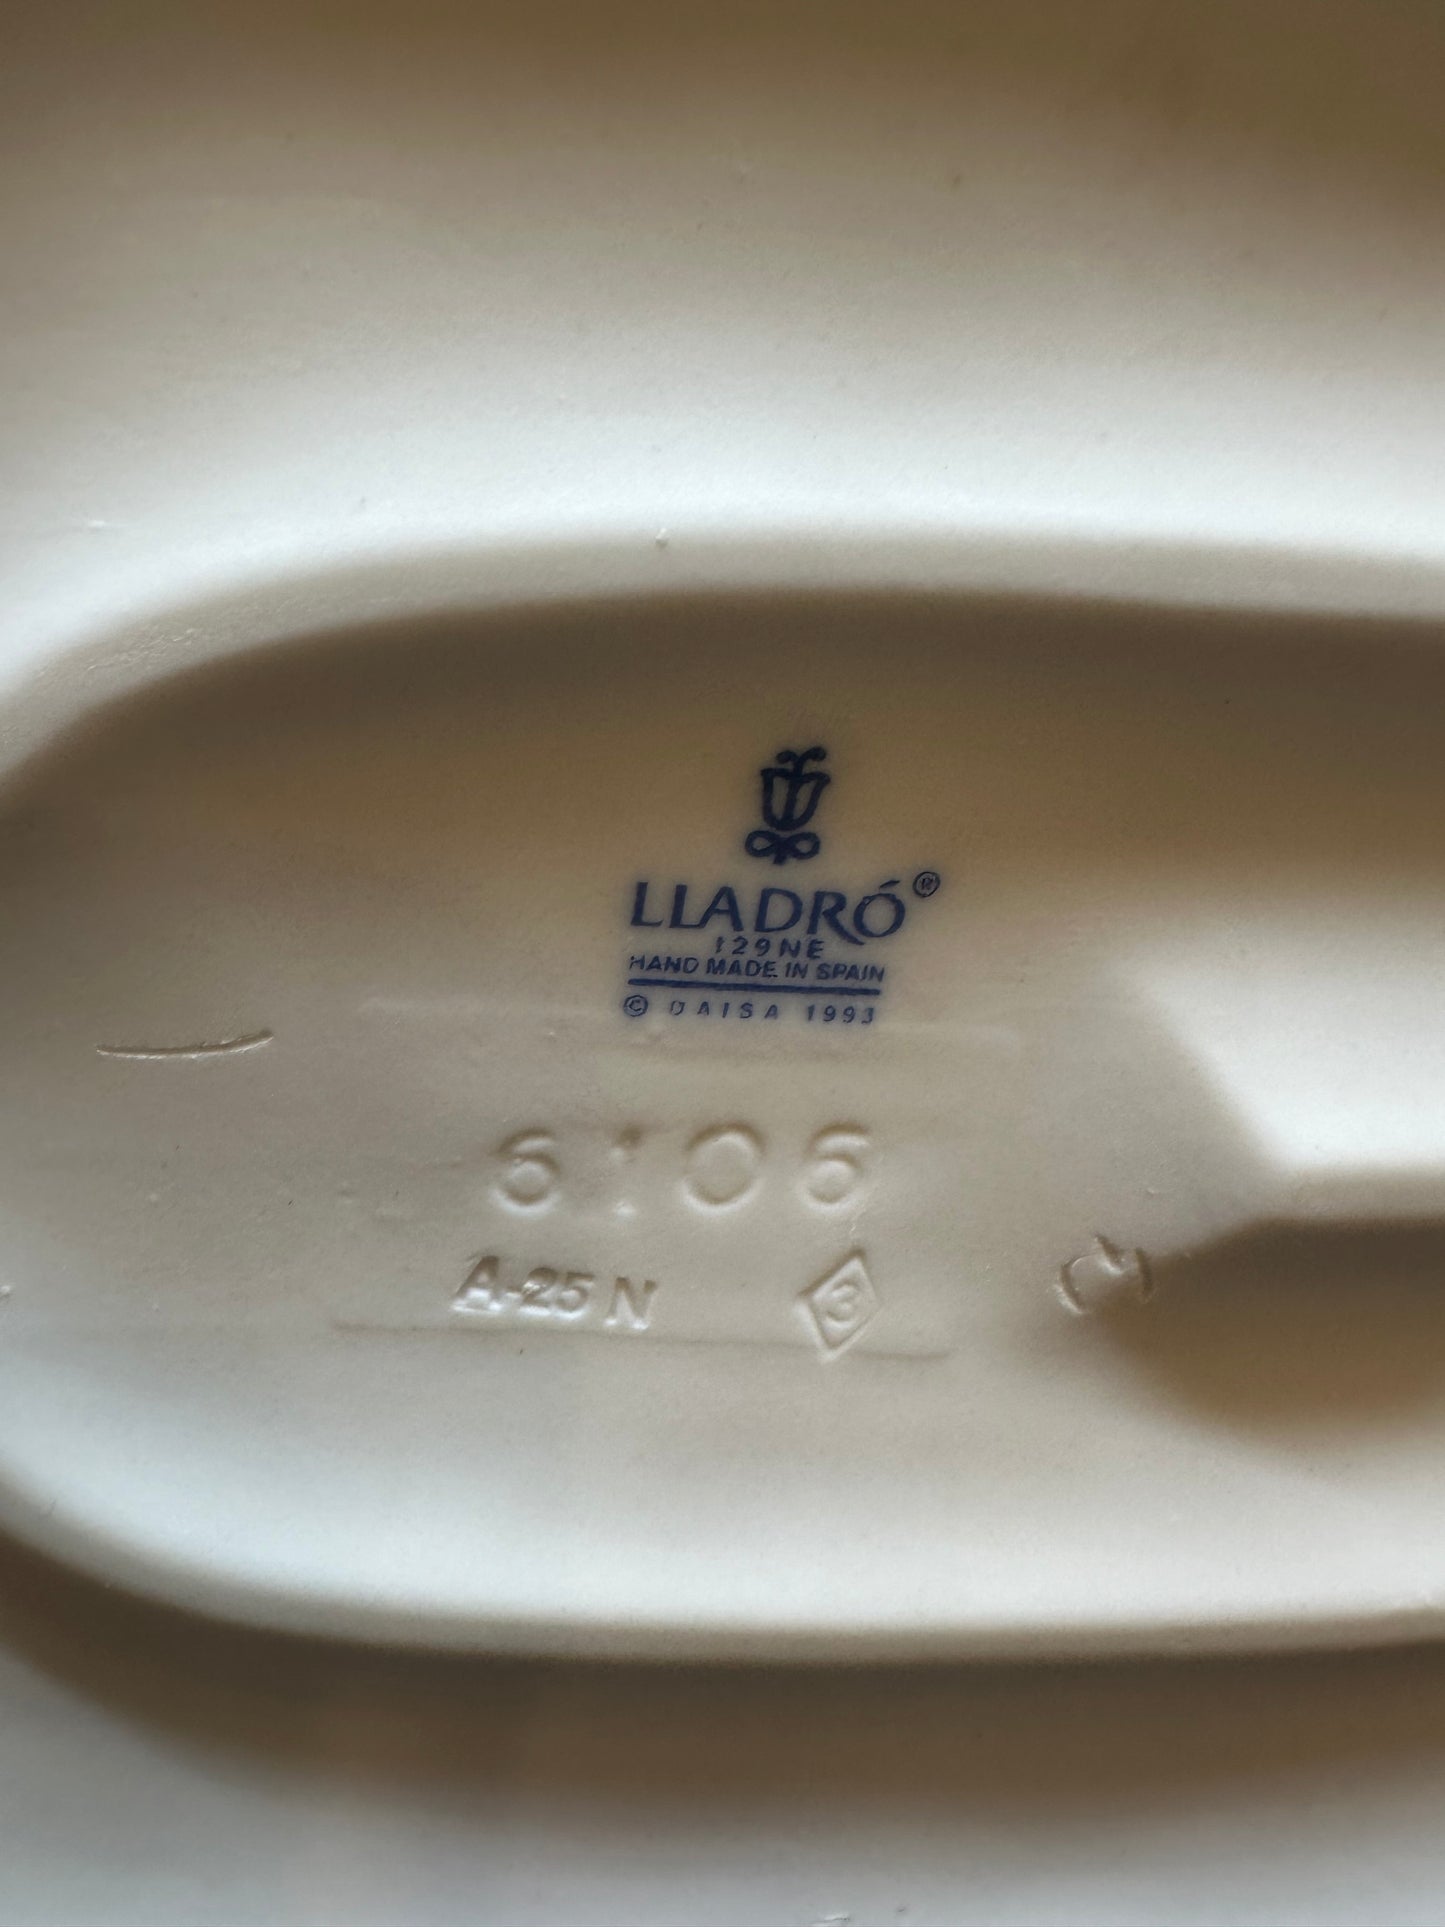 LLADRÓ®
129NE
HAND MADE IN SPAIN
© DAISA 1993
6106
A-25 N
3